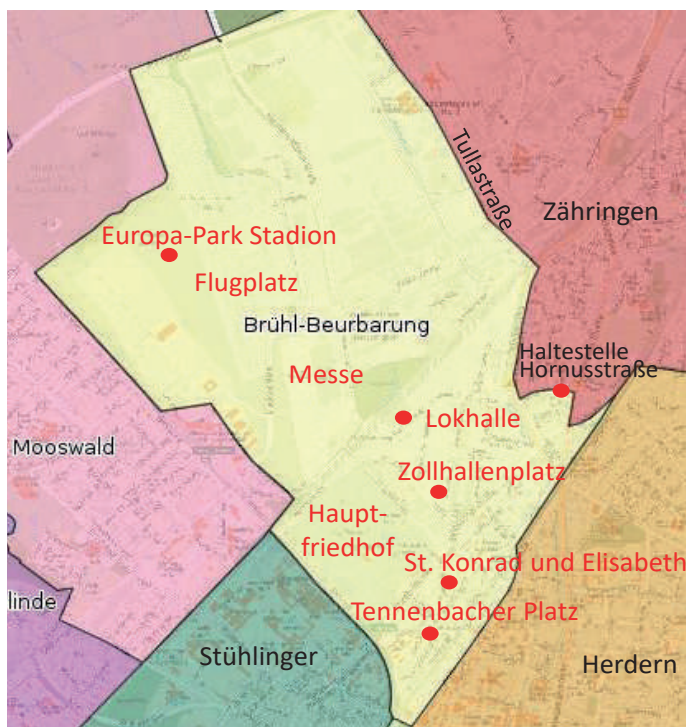 Tullastraße
Zähringen
Europa-Park Stadion
Flugplatz
Brühl-Beurbarung
Haltestelle
Hornusstraße
Messe
Lokhalle
Mooswald
Zollhallenplatz
Haupt-
friedhof
St. Konrad und Elisabeth
linde
Tennenbacher Platz
Stühlinger
Herdern